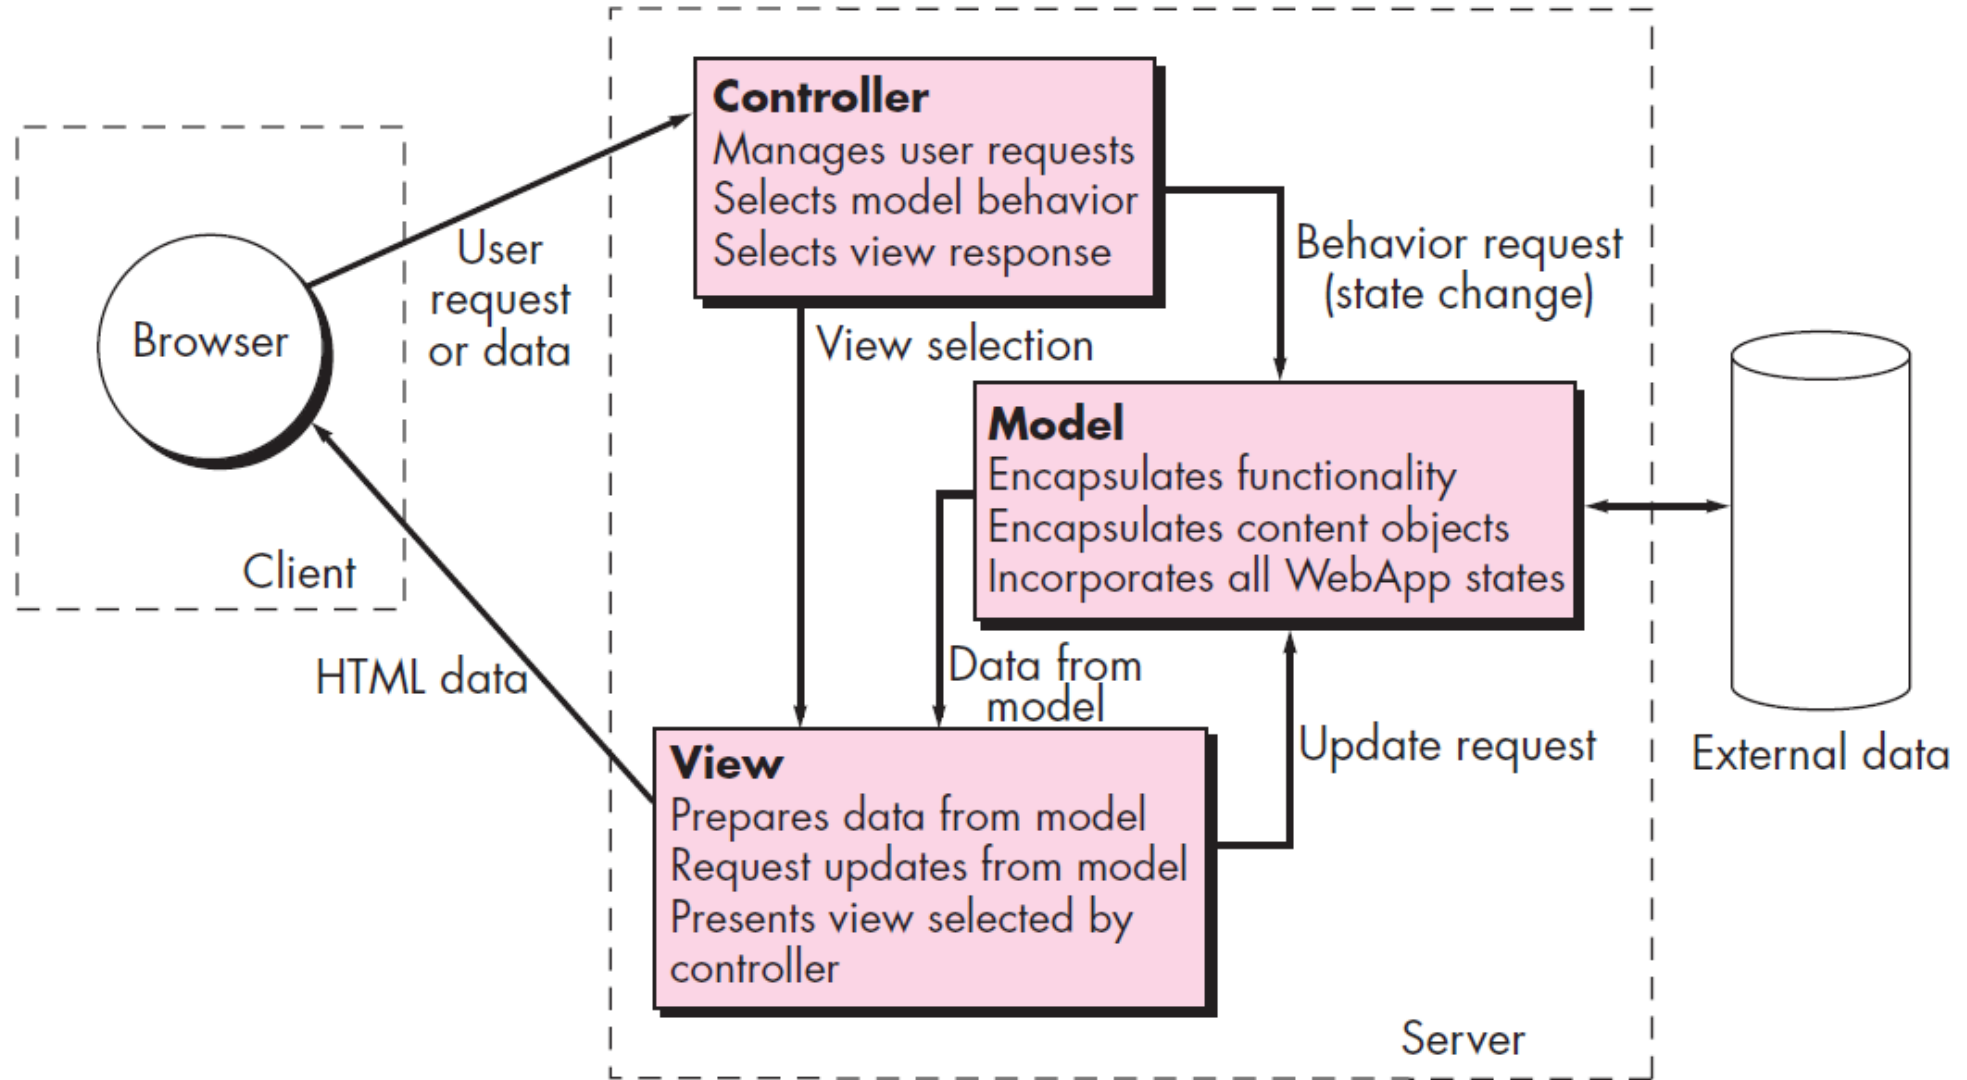 Controller
Manages user requests
Selects model behavior
Selects view response
Browser
User
request
or data
Behavior request
(state change)
View selection
Model
Encapsulates functionality
Encapsulates content objects
Incorporates all WebApp states
Client
HTML data
Data from
model
Update request
External data
View
Prepares data from model
Request updates from model
Presents view selected by
controller
Server